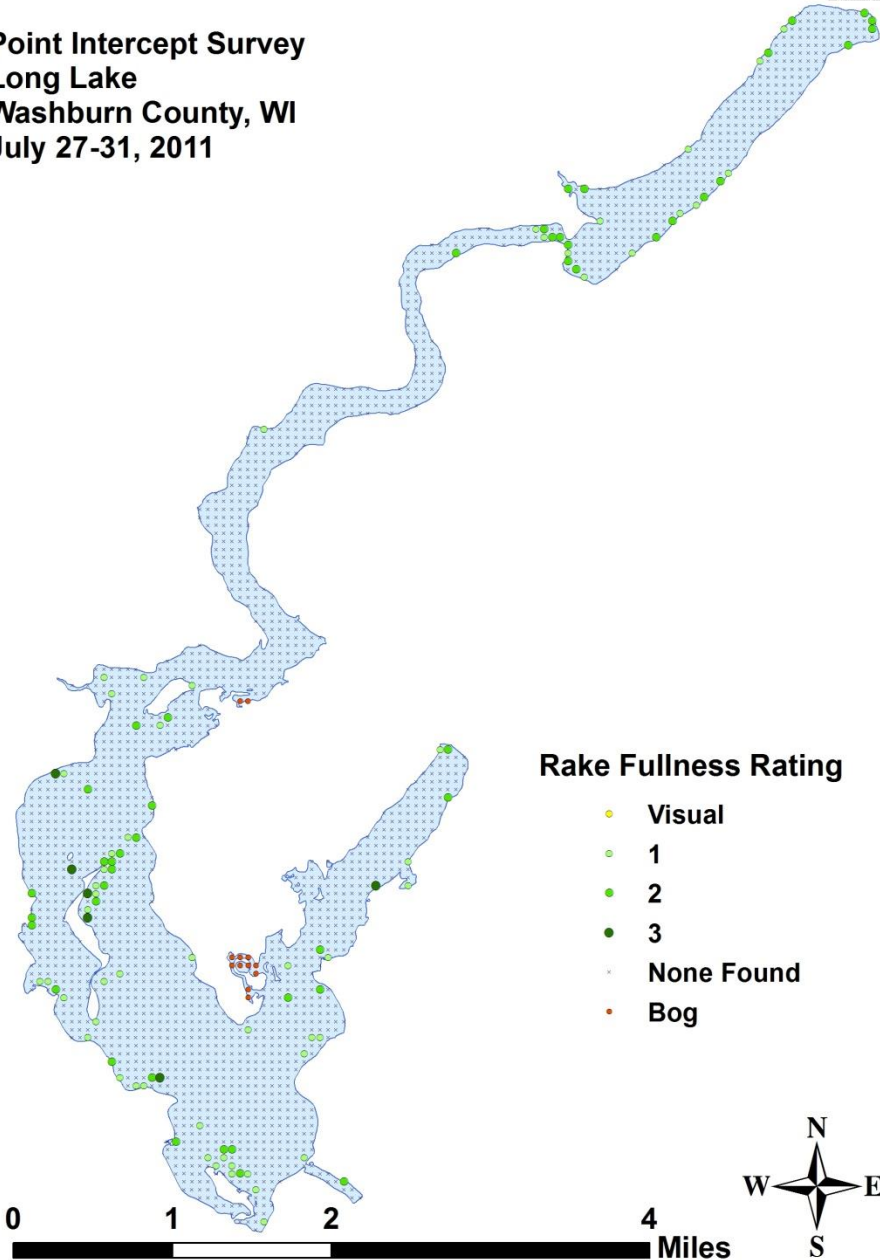 Point Intercept Survey
Long Lake
Washburn County, WI
July 27-31, 2011
Rake Fullness Rating
Visual
1
2
3
None Found
Bog
N
W E
S
0 1 2 4
Miles